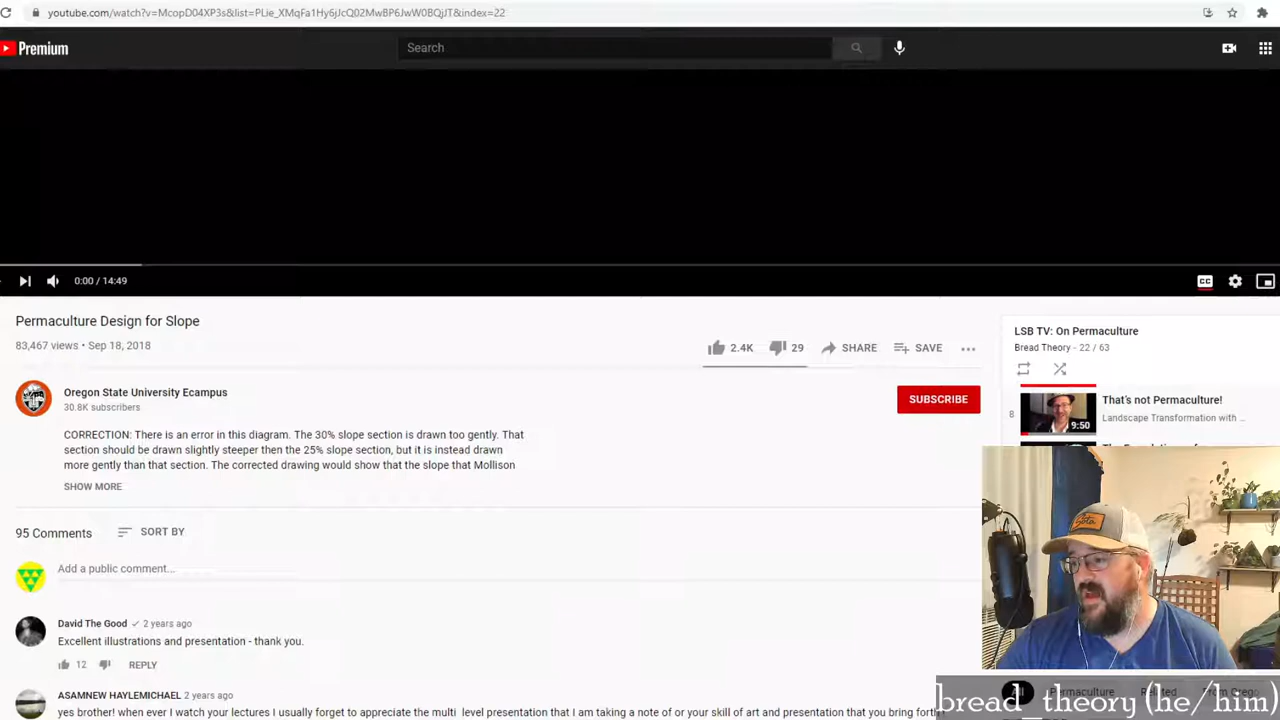 youtube.com/watch?v=McopD04XP3s&list=PLie_XMqFa1Hy6jJcQ02MwBP6JwW0BQjJT&index=22
Premium
Search
0:00 / 14:49
CC
Permaculture Design for Slope
83,467 views • Sep 18, 2018
2.4K
29
SHARE
SAVE
LSB TV: On Permaculture
Bread Theory - 22 / 63
Oregon State University Ecampus
30.8K subscribers
SUBSCRIBE
8
9:50
That's not Permaculture!
Landscape Transformation with ...
CORRECTION: There is an error in this diagram. The 30% slope section is drawn too gently. That
section should be drawn slightly steeper then the 25% slope section, but it is instead drawn
more gently than that section. The corrected drawing would show that the slope that Mollison
SHOW MORE
95 Comments
SORT BY
Add a public comment...
David The Good 2 years ago
Excellent illustrations and presentation - thank you.
12
REPLY
ASAMNEW HAYLEMICHAEL 2 years ago
yes brother! when ever I watch your lectures I usually forget to appreciate the multi level presentation that I am taking a note of or your skill of art and presentation that you bring forth!
All
Permaculture
Related
bread_theory (he/him)